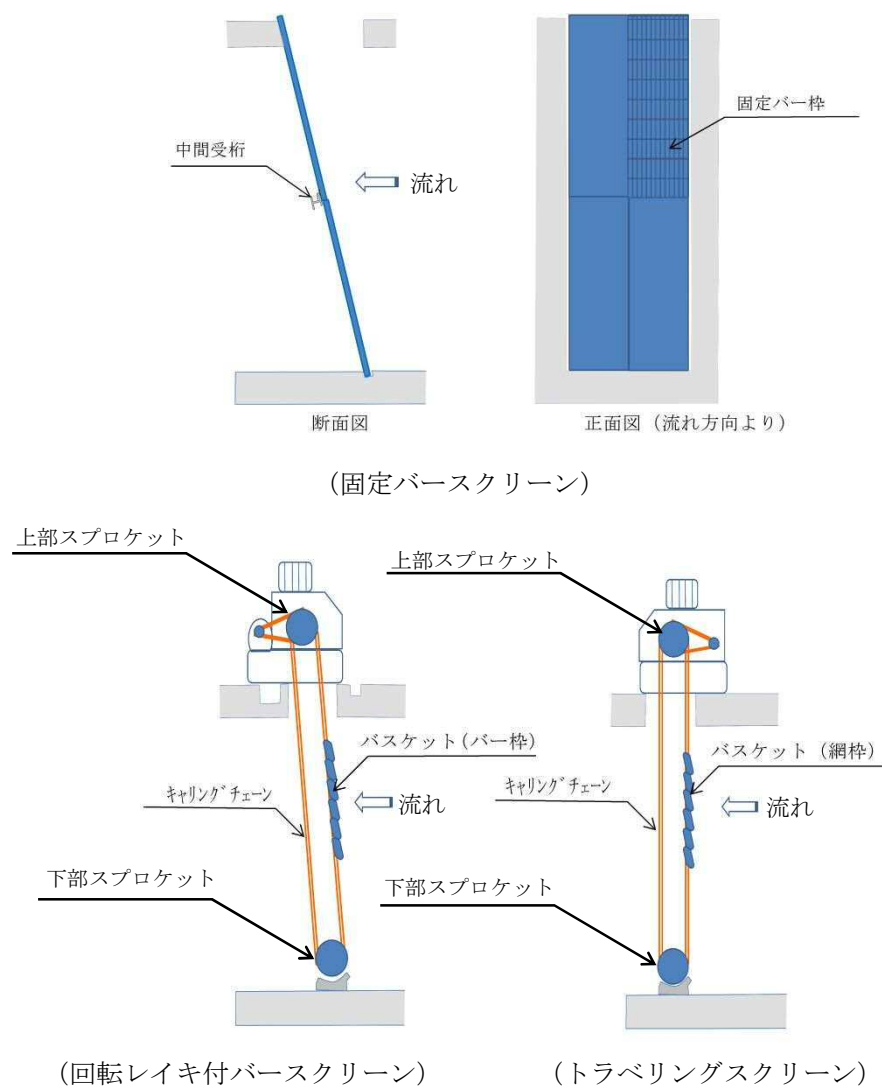 中間受桁
流れ
固定バー枠
断面図
正面図（流れ方向より）
（固定バースクリーン）
上部スプロケット
上部スプロケット
バスケット（バー枠）
バスケット（網枠）
キャリングチェーン
流れ
キャリングチェーン
流れ
下部スプロケット
下部スプロケット
（回転レイキ付バースクリーン）
（トラベリングスクリーン）